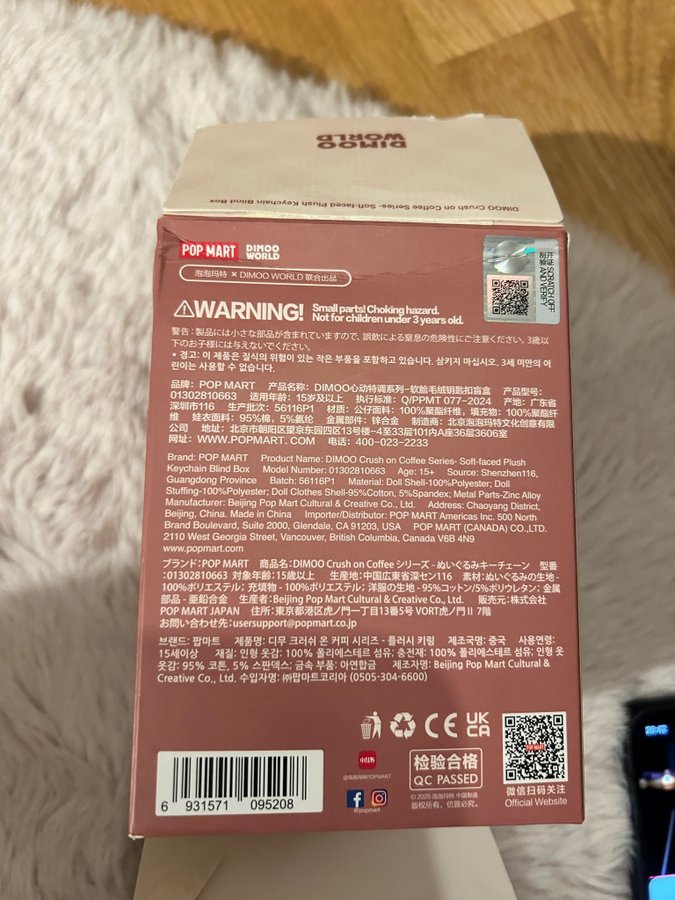 DIMOO
WORLD
DIMOO Crush on Coffee Series- Soft-faced Plush Keychain Blind Box
POP MART DIMOO
WORLD
泡泡玛特 × DIMOO WORLD 联合出品
SCRATCH OFF
AND VERIFY
WARNING! Small parts! Choking hazard.
Not for children under 3 years old.
警告:製品には小さな部品が含まれていますので、誤飲による窒息の危険性にご注意ください。3歳以
下のお子様には与えないでください。
* 경고: 이 제품은 질식의 위험이 있는 작은 부품을 포함하고 있습니다. 삼키지 마십시오. 3세 미만의 어
린이는 사용할 수 없습니다.
品牌:POP MART 产品名称:DIMOO心动特调系列-软脸毛绒钥匙扣盲盒 产品型号:
01302810663 适用年龄:15岁及以上 执行标准:Q/PPMT 077-2024 产地:广东省
深圳市116 生产批次:56116P1 材质:公仔面料:100%聚酯纤维,填充物:100%聚酯纤
维 娃衣面料:95%棉,5%氨纶 金属部件:锌合金 制造商:北京泡泡玛特文化创意有限
公司 地址:北京市朝阳区望京东园四区13号楼-4至33层101内A座36层3606室
网址:WWW.POPMART.COM 电话:400-023-2233
Brand: POP MART Product Name: DIMOO Crush on Coffee Series- Soft-faced Plush
Keychain Blind Box Model Number: 01302810663 Age: 15+ Source: Shenzhen116,
Guangdong Province Batch: 56116P1 Material: Doll Shell-100%Polyester; Doll
Stuffing-100%Polyester; Doll Clothes Shell-95%Cotton, 5%Spandex; Metal Parts-Zinc Alloy
Manufacturer: Beijing Pop Mart Cultural & Creative Co., Ltd. Address: Chaoyang District,
Beijing, China. Made in China Importer/Distributor: POP MART Americas Inc. 500 North
Brand Boulevard, Suite 2000, Glendale, CA 91203, USA POP MART (CANADA) CO.,LTD.
2110 West Georgia Street, Vancouver, British Columbia, Canada V6B 4N9
www.popmart.com
ブランド:POP MART 商品名:DIMOO Crush on Coffee シリーズ - ぬいぐるみキーチェーン 型番
:01302810663 対象年齢:15歳以上 生産地:中国広東省深セン116 素材:ぬいぐるみの生地 -
100%ポリエステル; 充填物 - 100%ポリエステル; 洋服の生地 - 95%コットン/5%ポリウレタン; 金属
部品 - 亜鉛合金 生産者:Beijing Pop Mart Cultural & Creative Co., Ltd. 販売元:株式会社
POP MART JAPAN 住所:東京都港区虎ノ門一丁目13番5号 VORT虎ノ門Ⅱ 7階
お問い合わせ先:usersupport@popmart.co.jp
브랜드: 팝마트 제품명: 디무 크러쉬 온 커피 시리즈 - 플러시 키링 제조국명: 중국 사용연령:
15세이상 재질: 인형 옷감: 100% 폴리에스테르 섬유; 충전재: 100% 폴리에스테르 섬유; 인형 옷
옷감: 95% 코튼, 5% 스판덱스; 금속 부품: 아연합금 제조자명: Beijing Pop Mart Cultural &
Creative Co., Ltd. 수입자명: ㈜팝마트코리아 (0505-304-6600)
CE UK
CA
POP MART
小红书
@泡泡玛特POPMART
@popmart
检验合格
QC PASSED
© 2025 泡泡玛特 中国制造
版权所有,仿冒必究。
微信扫码关注
Official Website
6 931571 095208